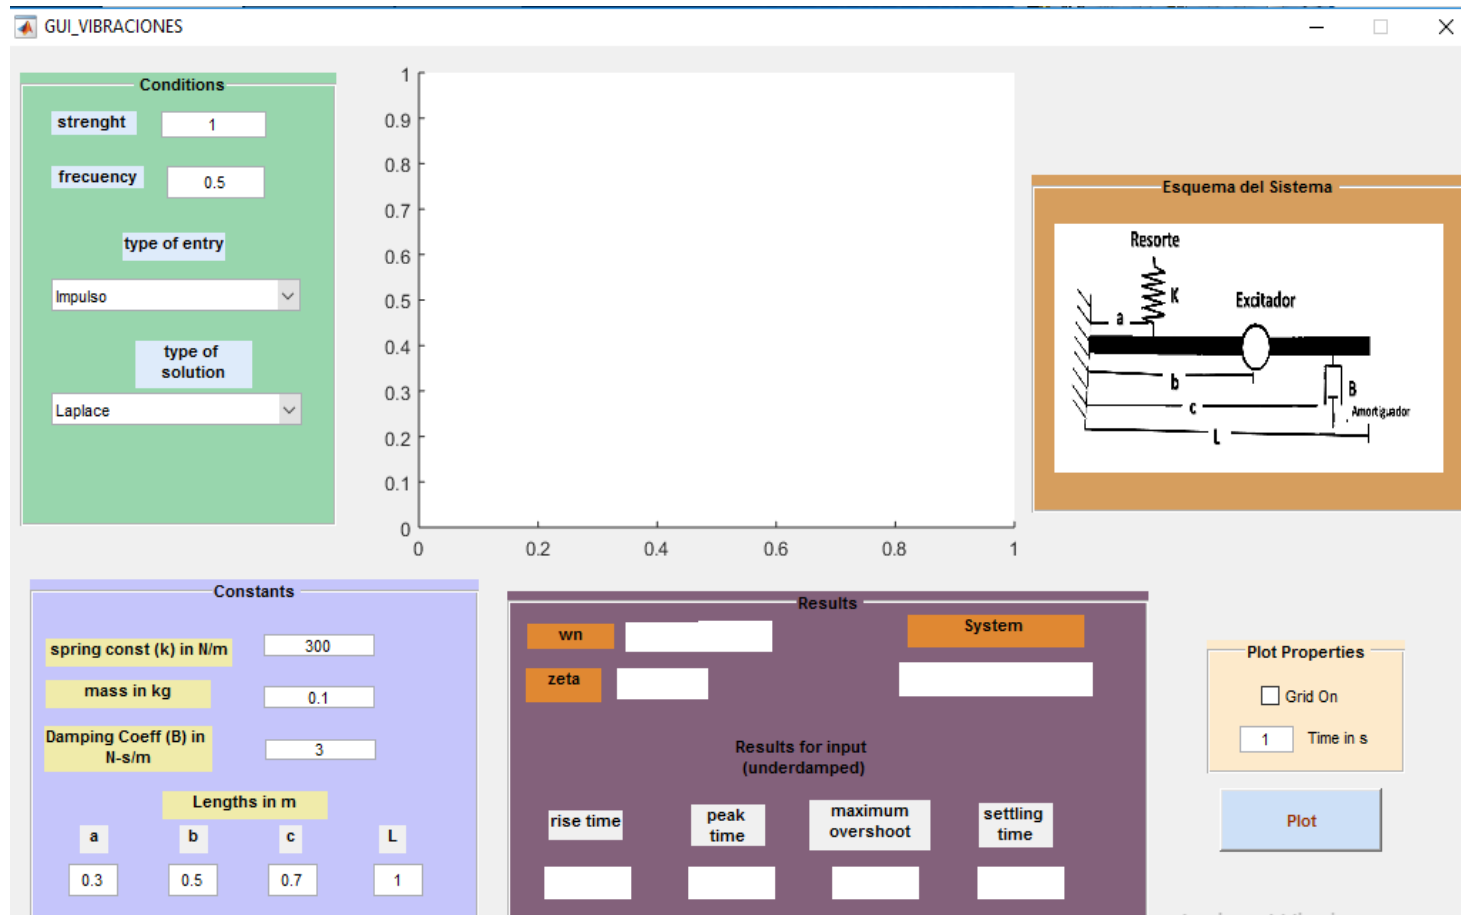 GUI_VIBRACIONES
Conditions
strenght
1
frecuency
0.5
type of entry
Impulso
type of
solution
Laplace
1
0.9
0.8
0.7
0.6
0.5
0.4
0.3
0.2
0.1
0
0 0.2 0.4 0.6 0.8 1
Esquema del Sistema
Resorte
K
Excitador
a
b
B
c
Amortiguador
L
Constants
spring const (k) in N/m
300
mass in kg
0.1
Damping Coeff (B) in
N-s/m
3
Lengths in m
a b c L
0.3 0.5 0.7 1
Results
wn
System
zeta
Results for input
(underdamped)
rise time
peak
time
maximum
overshoot
settling
time
Plot Properties
Grid On
1 Time in s
Plot